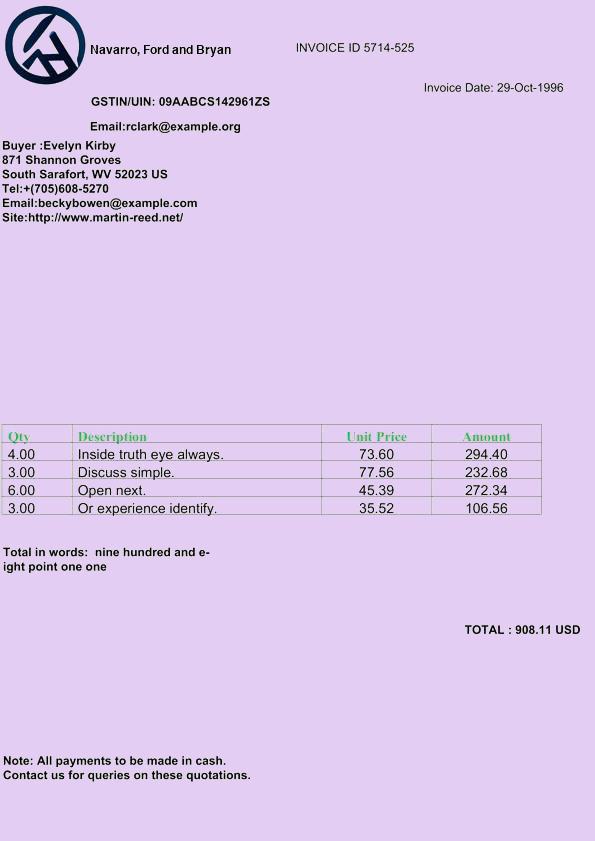 Navarro, Ford and Bryan
INVOICE ID 5714-525
Invoice Date: 29-Oct-1996
GSTIN/UIN: 09AABCS142961ZS
Email:rclark@example.org
Buyer :Evelyn Kirby
871 Shannon Groves
South Sarafort, WV 52023 US
Tel:+(705)608-5270
Email:beckybowen@example.com
Site:http://www.martin-reed.net/
Qty Description Unit Price Amount
4.00 Inside truth eye always. 73.60 294.40
3.00 Discuss simple. 77.56 232.68
6.00 Open next. 45.39 272.34
3.00 Or experience identify. 35.52 106.56
Total in words: nine hundred and e-
ight point one one
TOTAL : 908.11 USD
Note: All payments to be made in cash.
Contact us for queries on these quotations.